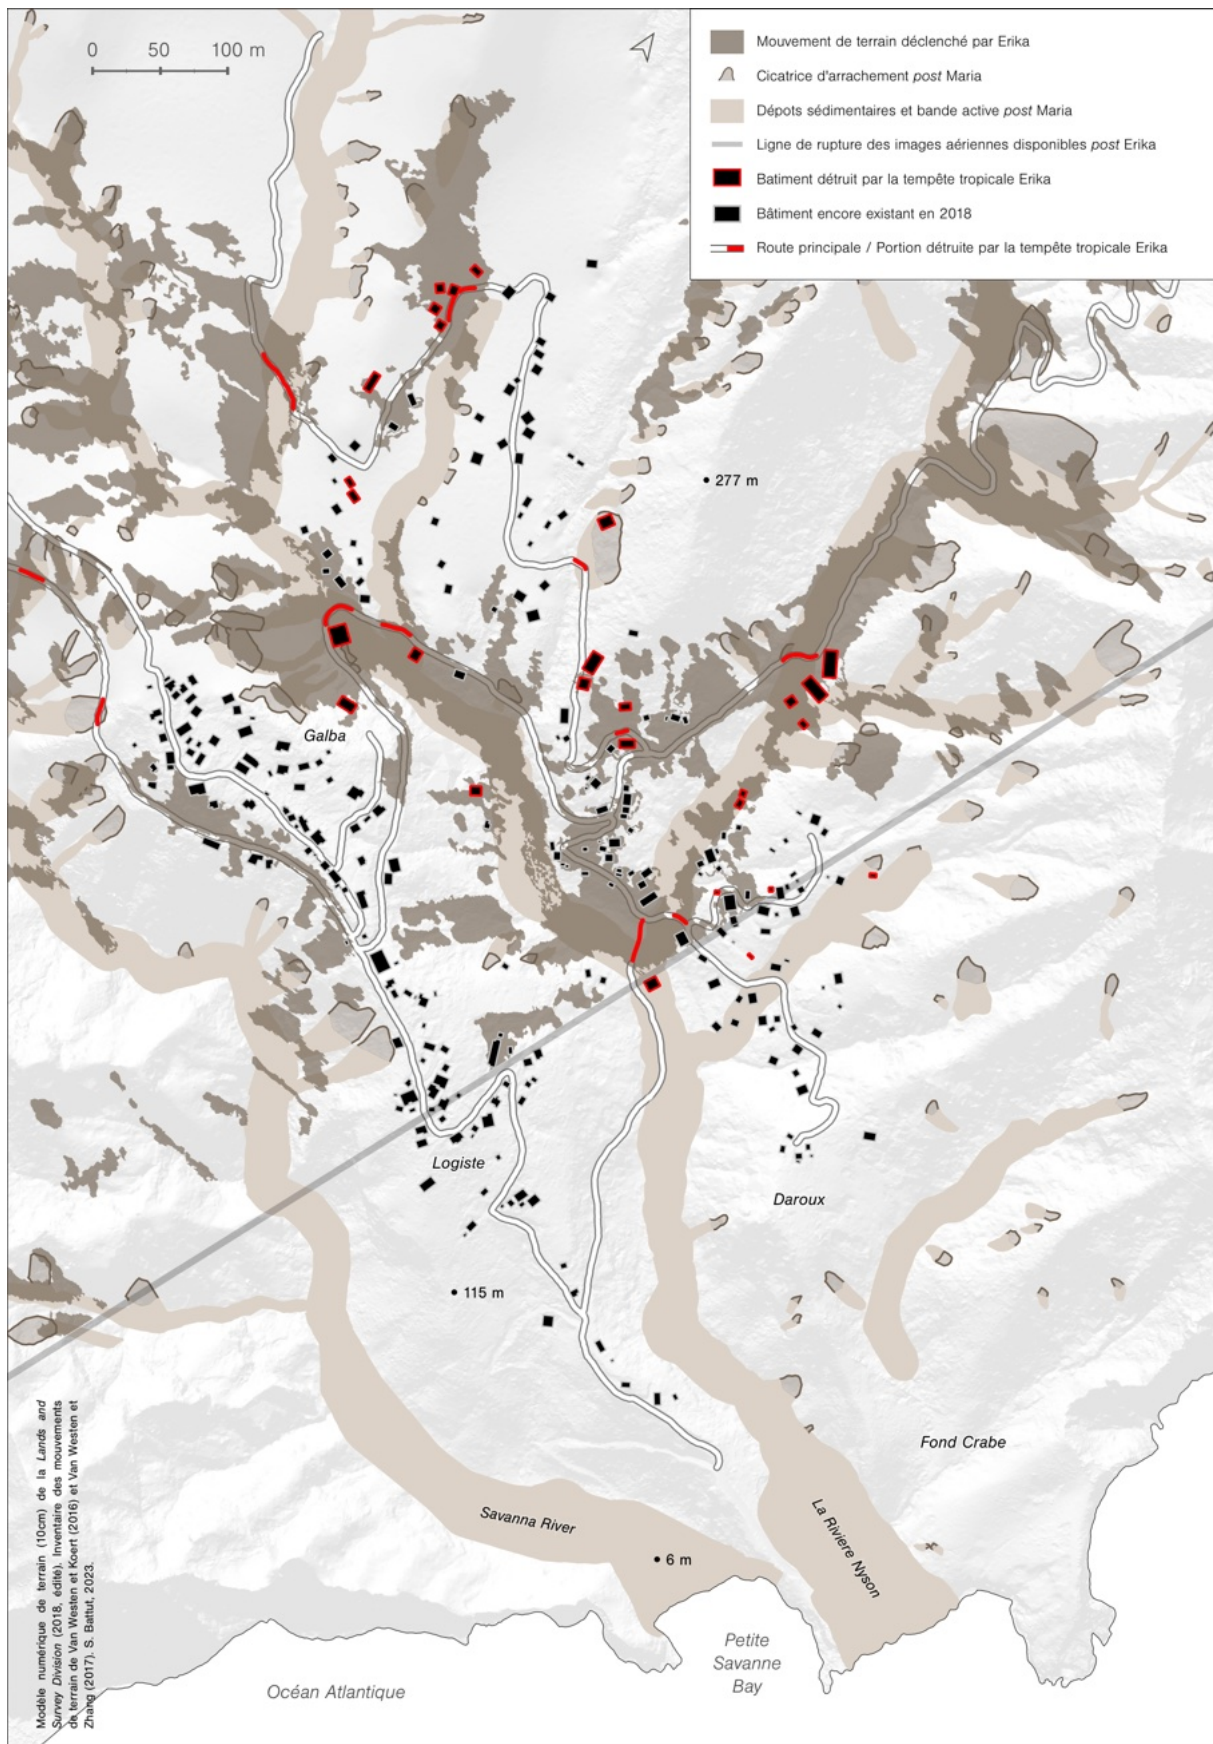 0 50 100 m
Mouvement de terrain déclenché par Erika
Cicatrice d'arrachement post Maria
Dépots sédimentaires et bande active post Maria
Ligne de rupture des images aériennes disponibles post Erika
Batiment détruit par la tempête tropicale Erika
Bâtiment encore existant en 2018
Route principale / Portion détruite par la tempête tropicale Erika
277 m
Galba
Logiste
Daroux
115 m
Fond Crabe
Savanna River
La Riviere Nyson
6 m
Petite
Savanne
Bay
Océan Atlantique
Modèle numérique de terrain (10cm) de la Lands and
Survey Division (2018, édité). Inventaire des mouvements
de terrain de Van Westen et Koert (2016) et Van Westen et
Zhang (2017). S. Battut, 2023.